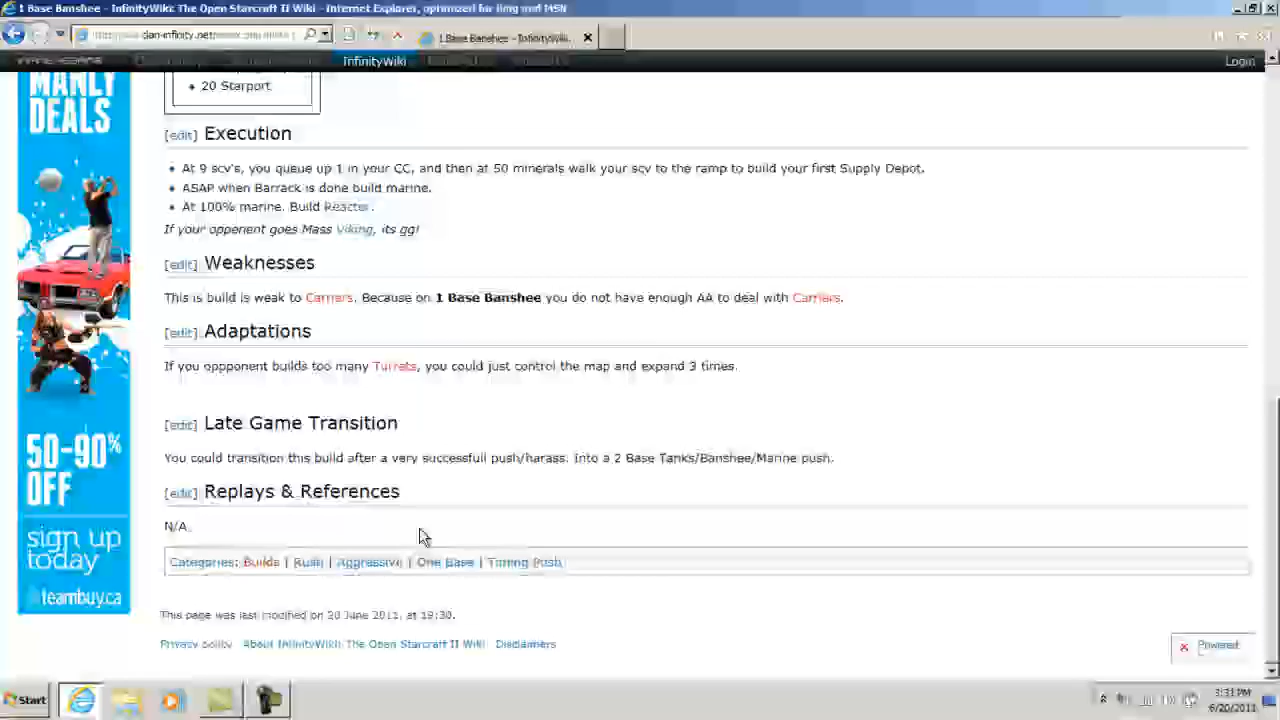 1 Base Banshee - InfinityWiki: The Open Starcraft II Wiki - Internet Explorer, optimized for Bing and MSN
1 Base Banshee - InfinityWiki...
InfinityWiki
Login
MANLY
DEALS
50-90%
OFF
sign up
today
teambuy.ca
• 20 Starport
[edit] Execution
• At 9 scv's, you queue up 1 in your CC, and then at 50 minerals walk your scv to the ramp to build your first Supply Depot.
• ASAP when Barrack is done build marine.
• At 100% marine. Build Reactor.
If your openent goes Mass Viking, its gg!
[edit] Weaknesses
This is build is weak to Carriers. Because on 1 Base Banshee you do not have enough AA to deal with Carriers.
[edit] Adaptations
If you oppponent builds too many Turrets, you could just control the map and expand 3 times.
[edit] Late Game Transition
You could transition this build after a very successfull push/harass. Into a 2 Base Tanks/Banshee/Marine push.
[edit] Replays & References
N/A
Categories: Builds | Rush | Aggressive | One Base | Timing Push
This page was last modified on 20 June 2011, at 19:30.
Privacy policy About InfinityWiki: The Open Starcraft II Wiki Disclaimers
Powered
Start
3:31 PM
6/20/2011